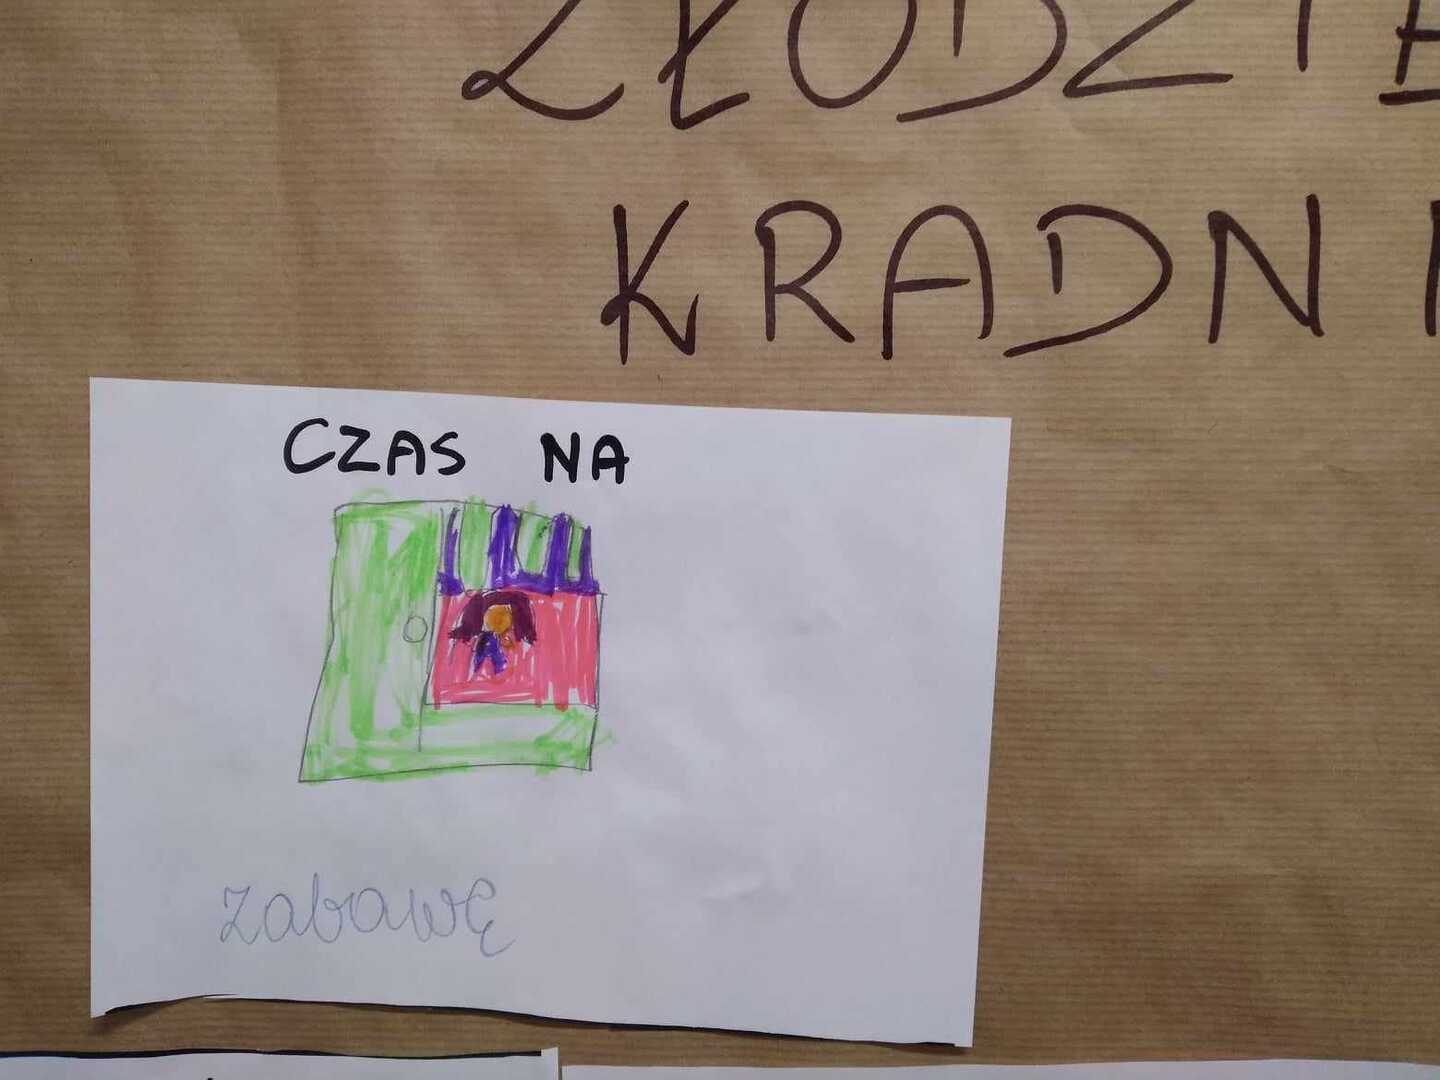 ZŁODZIE
KRADN
CZAS NA
zabawę